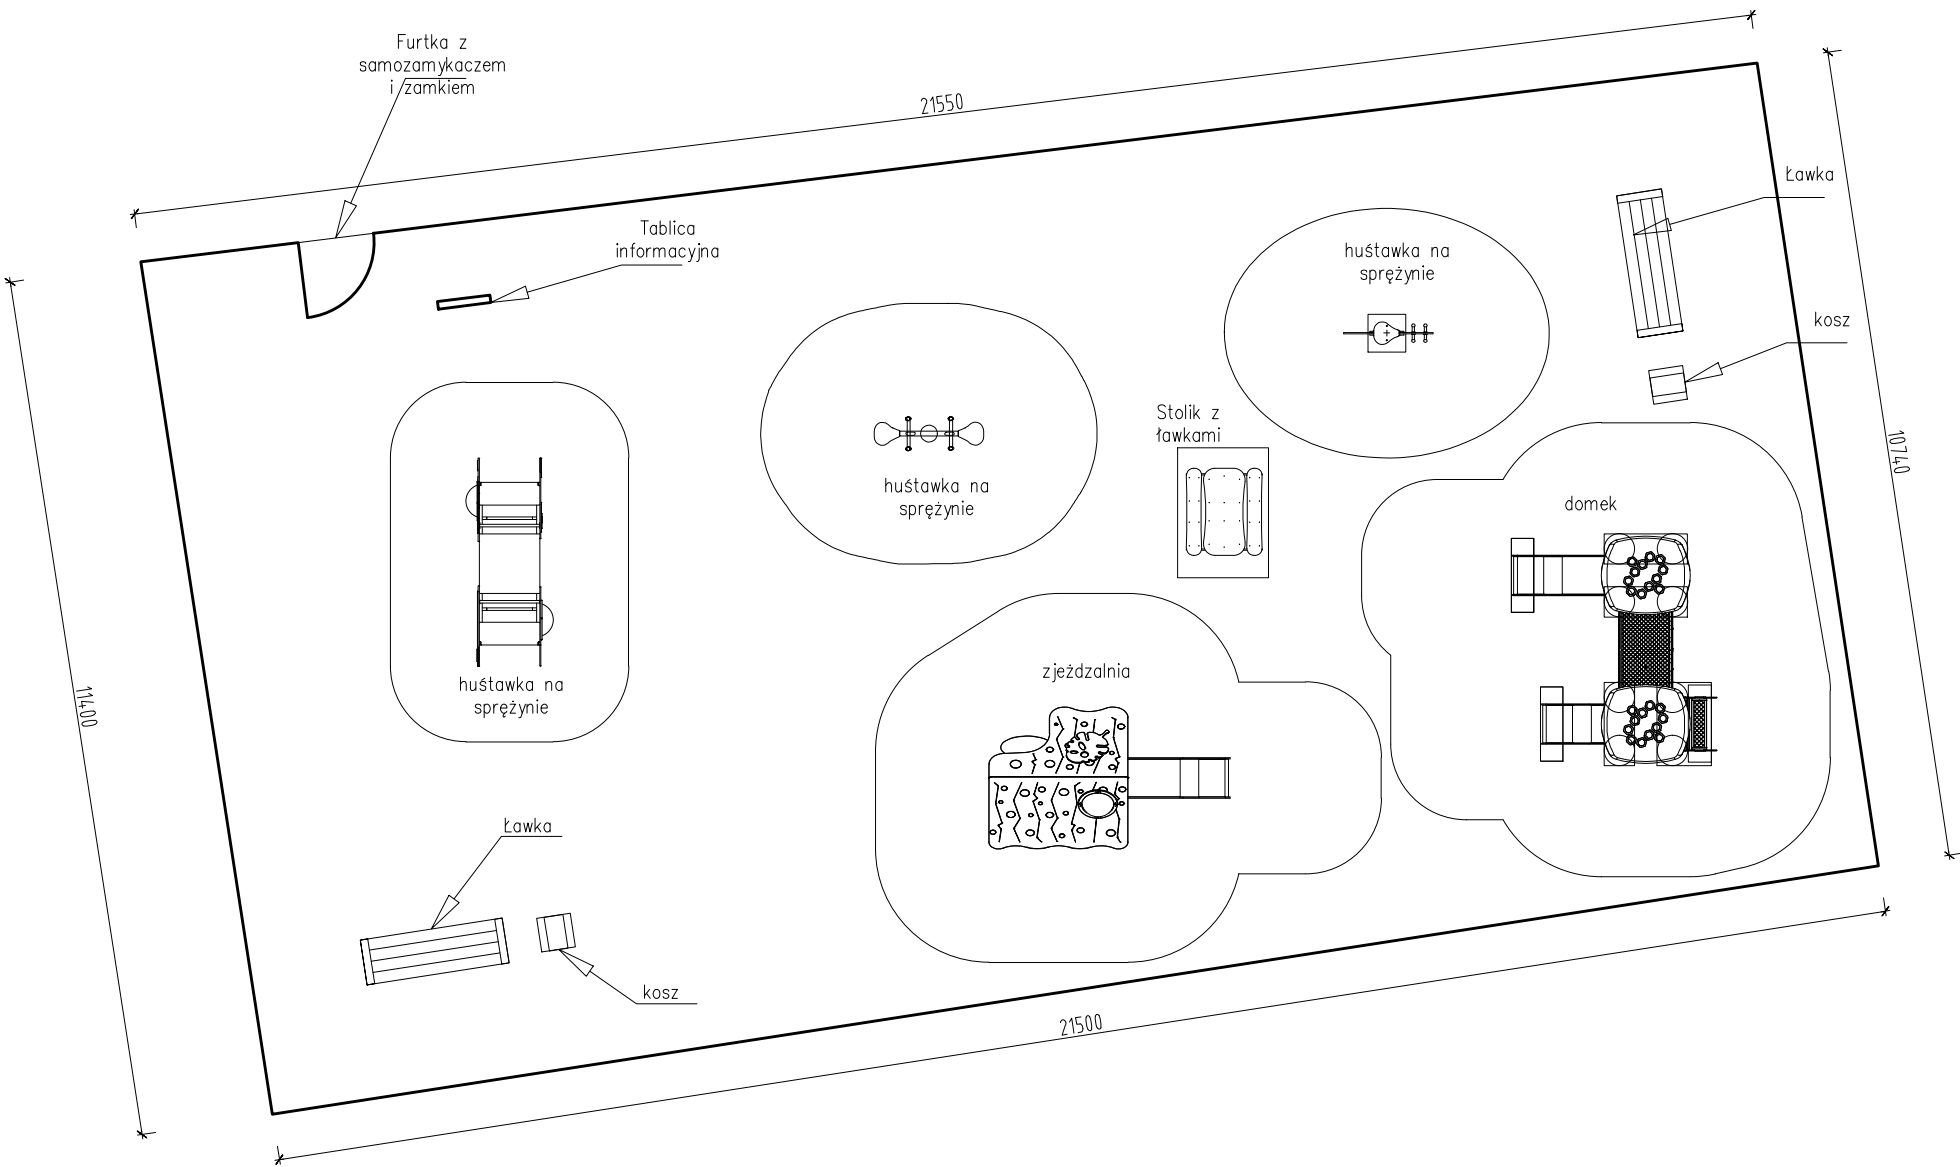 Furtka z
samozamykaczem
i zamkiem
21550
Ławka
Tablica
informacyjna
huśtawka na
sprężynie
kosz
Stolik z
ławkami
10740
huśtawka na
sprężynie
domek
zjeżdzalnia
huśtawka na
sprężynie
11400
Ławka
kosz
21500